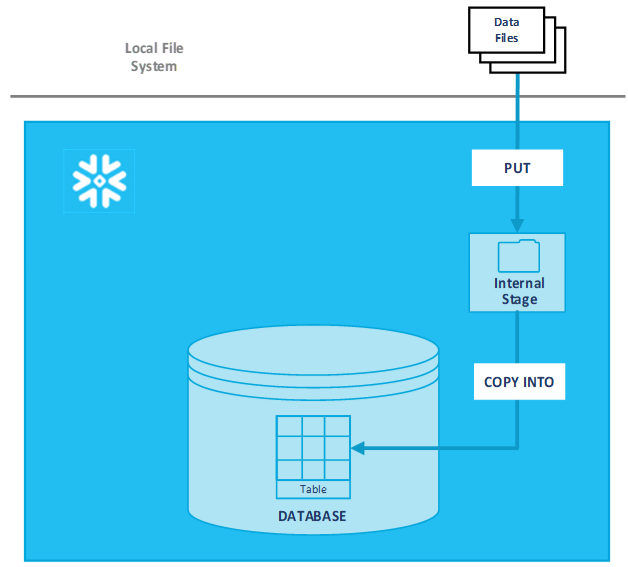 Data
Files
Local File
System
PUT
Internal
Stage
COPY INTO
Table
DATABASE